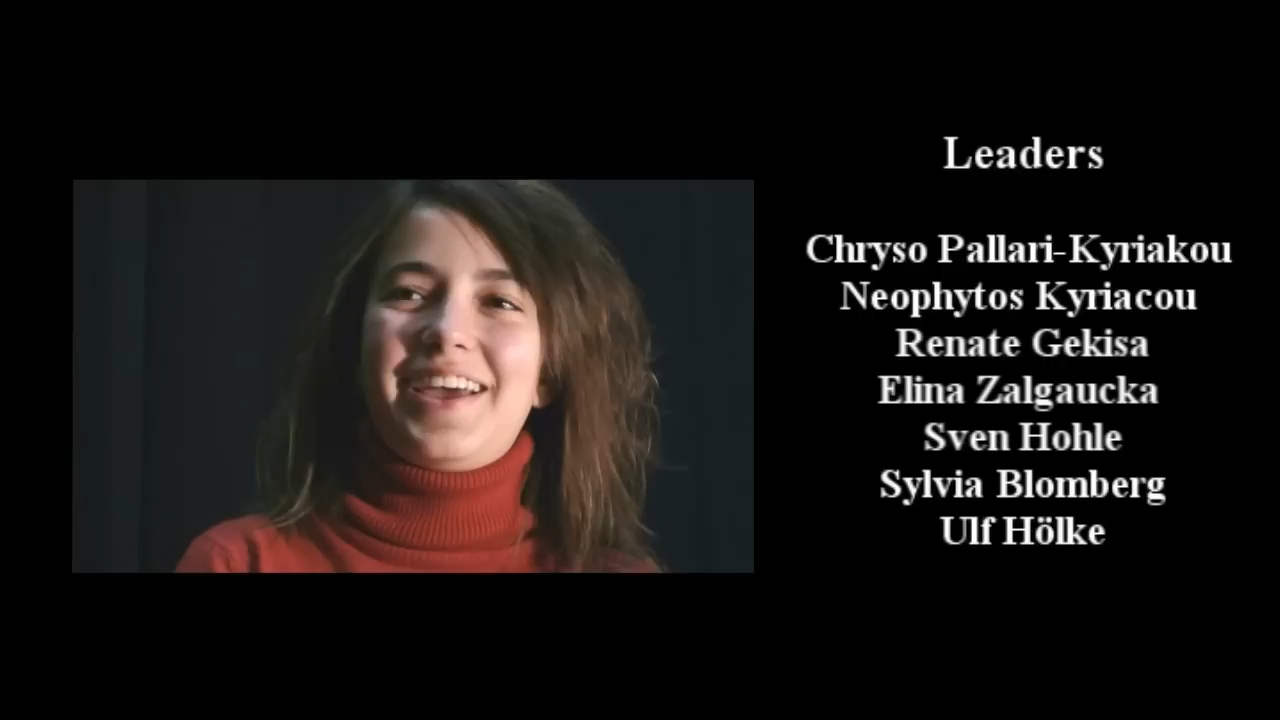 Leaders
Chryso Pallari-Kyriakou
Neophytos Kyriacou
Renate Gekisa
Elina Zalgaucka
Sven Hohle
Sylvia Blomberg
Ulf Hölke